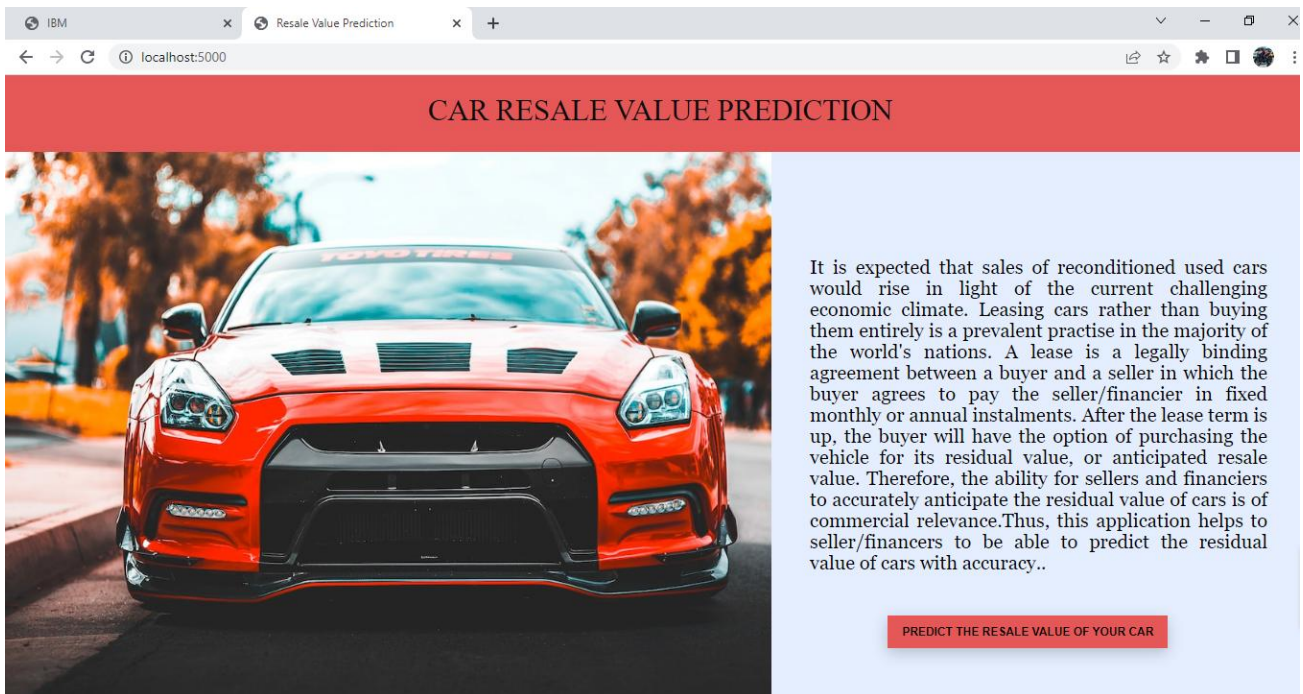 IBM
Resale Value Prediction
localhost:5000
CAR RESALE VALUE PREDICTION
TOYO TIRES
It is expected that sales of reconditioned used cars
would rise in light of the current challenging
economic climate. Leasing cars rather than buying
them entirely is a prevalent practise in the majority of
the world's nations. A lease is a legally binding
agreement between a buyer and a seller in which the
buyer agrees to pay the seller/financier in fixed
monthly or annual instalments. After the lease term is
up, the buyer will have the option of purchasing the
vehicle for its residual value, or anticipated resale
value. Therefore, the ability for sellers and financiers
to accurately anticipate the residual value of cars is of
commercial relevance.Thus, this application helps to
seller/financers to be able to predict the residual
value of cars with accuracy..
PREDICT THE RESALE VALUE OF YOUR CAR